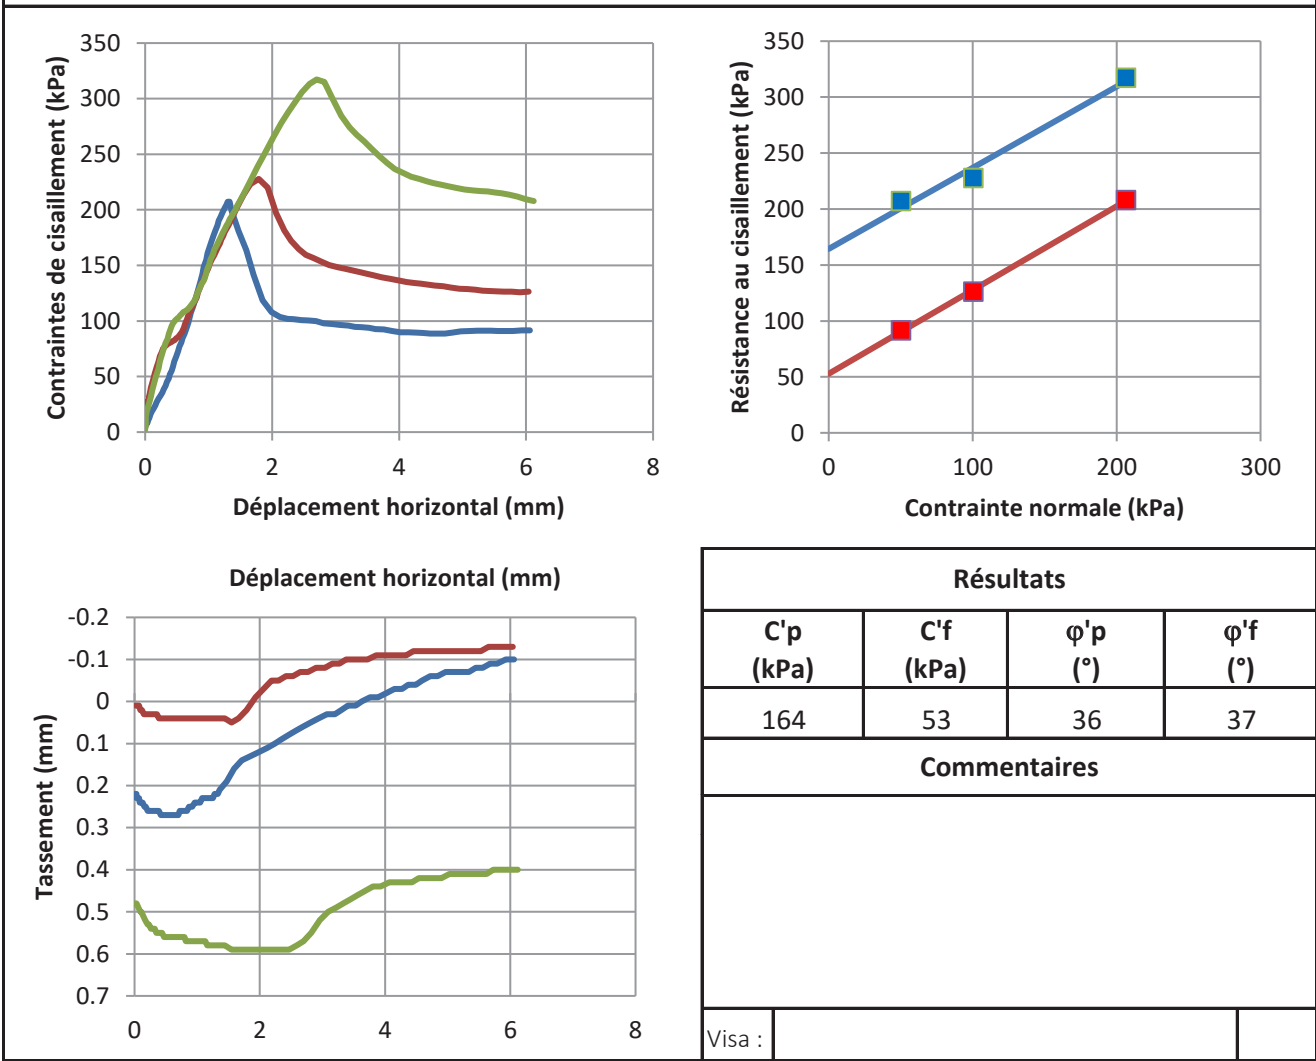 350
300
250
200
150
100
50
0
Contraintes de cisaillement (kPa)
0 2 4 6 8
Déplacement horizontal (mm)
350
300
250
200
150
100
50
0
Résistance au cisaillement (kPa)
0 100 200 300
Contrainte normale (kPa)
Déplacement horizontal (mm)
-0.2
-0.1
0
0.1
0.2
0.3
0.4
0.5
0.6
0.7
Tassement (mm)
0 2 4 6 8
Résultats
C'p C'f φ'p φ'f
(kPa) (kPa) (°) (°)
164 53 36 37
Commentaires
Visa :